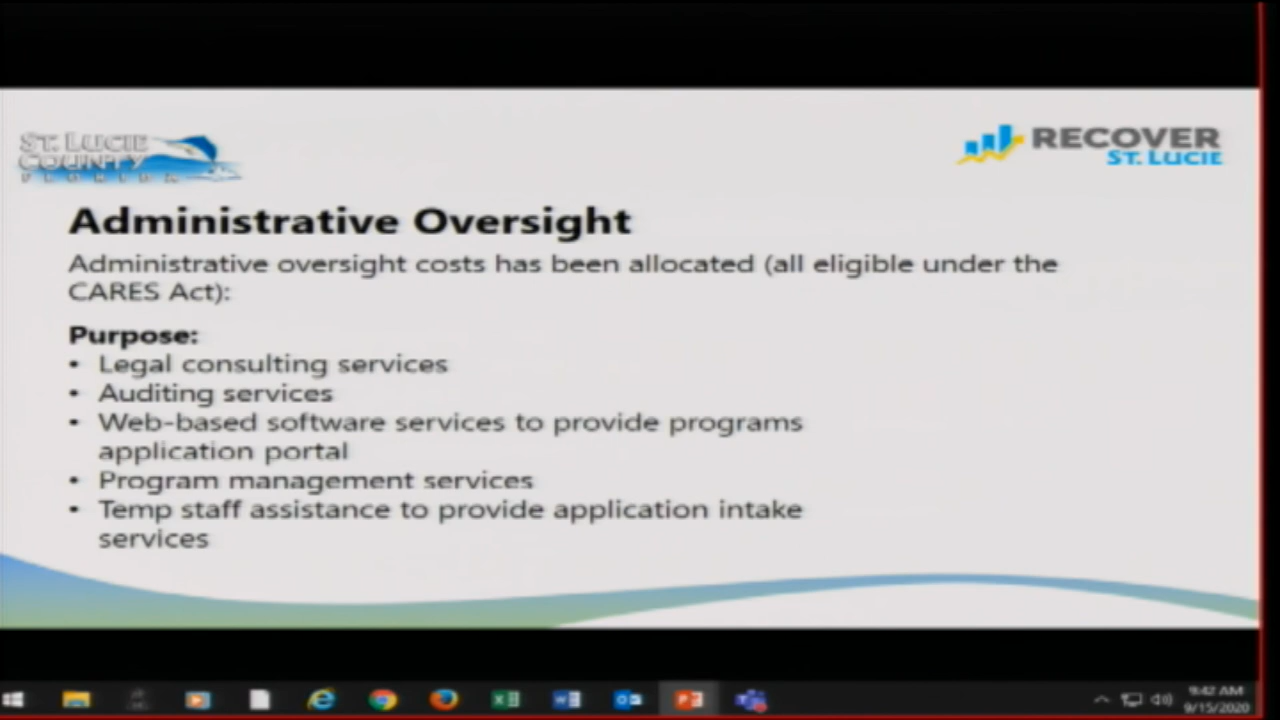 ST. LUCIE
COUNTY
FLORIDA
RECOVER
ST. LUCIE
Administrative Oversight
Administrative oversight costs has been allocated (all eligible under the
CARES Act):
Purpose:
• Legal consulting services
• Auditing services
• Web-based software services to provide programs
application portal
• Program management services
• Temp staff assistance to provide application intake
services
9:42 AM
9/15/2020